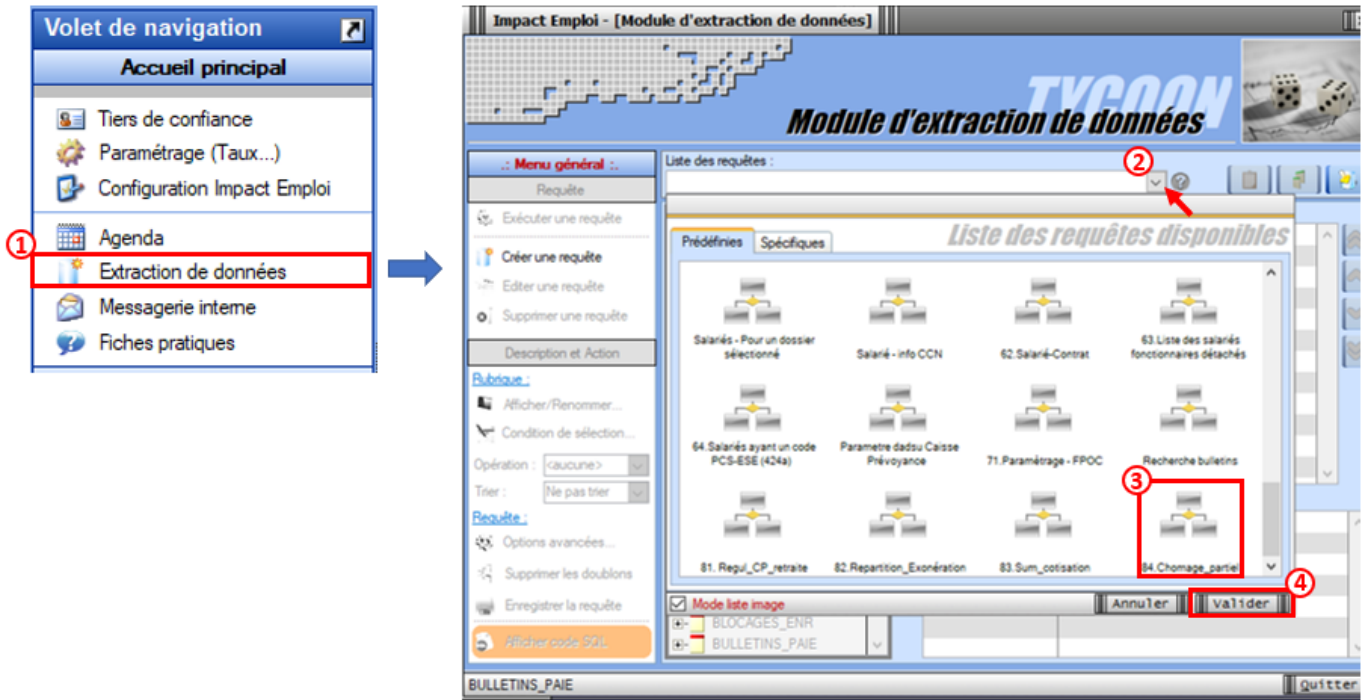 Volet de navigation
Accueil principal
Tiers de confiance
Paramétrage (Taux...)
Configuration Impact Emploi
Agenda
1
Extraction de données
Messagerie interne
Fiches pratiques
Impact Emploi - [Module d'extraction de données]
TYCOON
Module d'extraction de données
.: Menu général :.
Requête
Exécuter une requête
Créer une requête
Editer une requête
Supprimer une requête
Description et Action
Rubrique :
Afficher/Renommer...
Condition de sélection...
Opération : <aucune>
Trier : Ne pas trier
Requête :
Options avancées...
Supprimer les doublons
Enregistrer la requête
Afficher code SQL
Liste des requêtes :
2
Prédéfinies Spécifiques
Liste des requêtes disponibles
Salariés - Pour un dossier
sélectionné
Salarié - info CCN
62.Salarié-Contrat
63.Liste des salariés
fonctionnaires détachés
64.Salariés ayant un code
PCS-ESE (424a)
Parametre dadsu Caisse
Prévoyance
71.Paramétrage - FPOC
Recherche bulletins
3
81. Regul_CP_retraite
82.Repartition_Exonération
83.Sum_cotisation
84.Chomage_partiel
4
Mode liste image
Annuler
Valider
BLOCAGES_ENR
BULLETINS_PAIE
BULLETINS_PAIE
Quitter